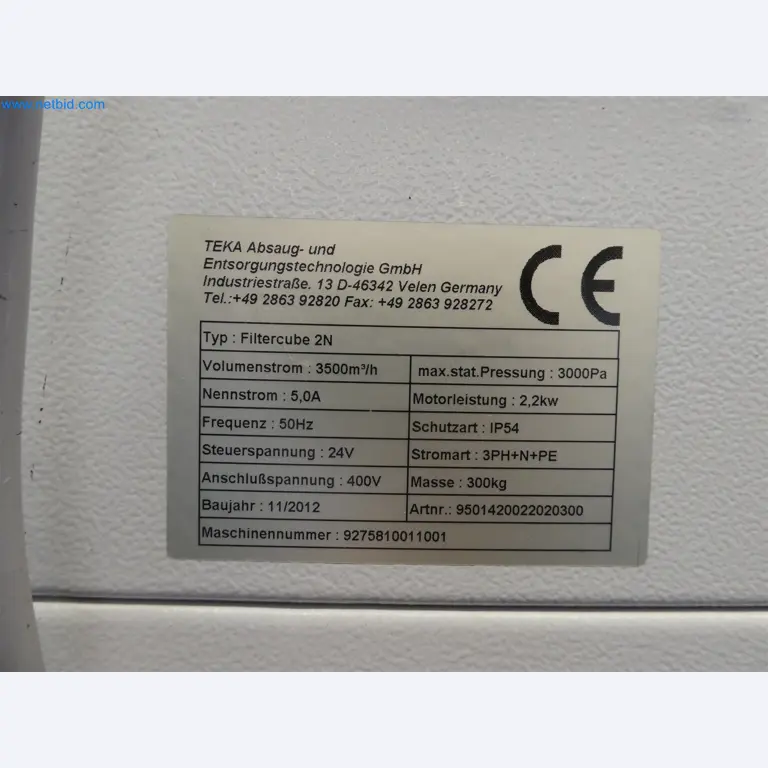 www.netbid.com
TEKA Absaug- und
Entsorgungstechnologie GmbH
Industriestraße. 13 D-46342 Velen Germany
Tel.:+49 2863 92820 Fax: +49 2863 928272
CE
Typ : Filtercube 2N
Volumenstrom : 3500m³/h max.stat.Pressung : 3000Pa
Nennstrom : 5,0A Motorleistung : 2,2kw
Frequenz : 50Hz Schutzart : IP54
Steuerspannung : 24V Stromart : 3PH+N+PE
Anschlußspannung : 400V Masse : 300kg
Baujahr : 11/2012 Artnr.: 9501420022020300
Maschinennummer : 9275810011001